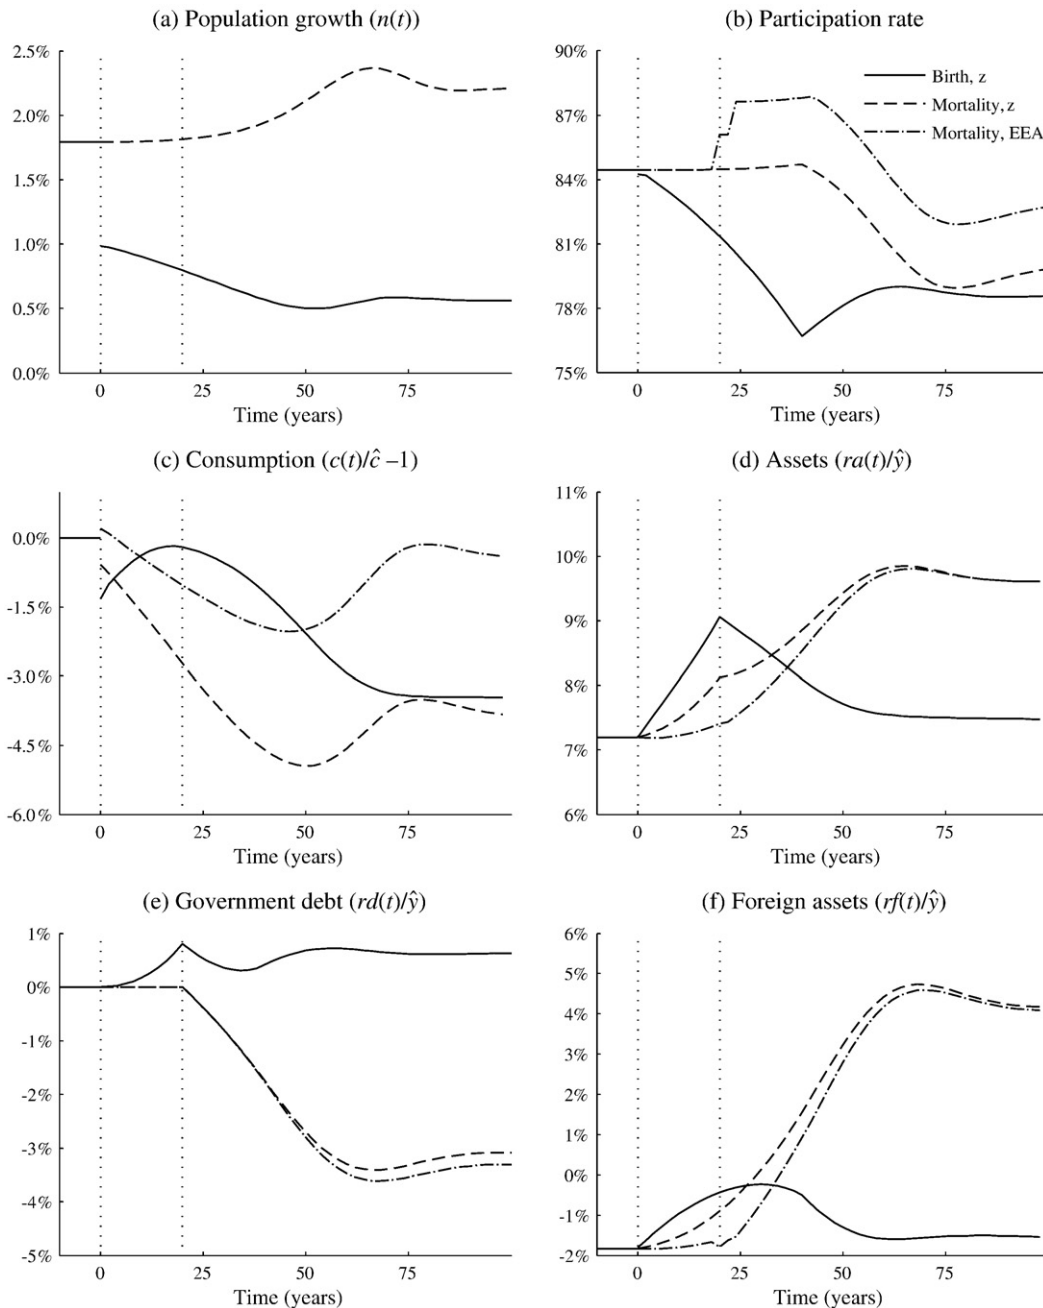 (a) Population growth (n(t))
2.5%
2.0%
1.5%
1.0%
0.5%
0.0%
0 25 50 75
Time (years)
(b) Participation rate
90%
87%
84%
81%
78%
75%
Birth, z
Mortality, z
Mortality, EEA
0 25 50 75
Time (years)
(c) Consumption (c(t)/ĉ –1)
0.0%
-1.5%
-3.0%
-4.5%
-6.0%
0 25 50 75
Time (years)
(d) Assets (ra(t)/ŷ)
11%
10%
9%
8%
7%
6%
0 25 50 75
Time (years)
(e) Government debt (rd(t)/ŷ)
1%
0%
-1%
-2%
-3%
-4%
-5%
0 25 50 75
Time (years)
(f) Foreign assets (rf(t)/ŷ)
6%
5%
4%
2%
1%
0%
-1%
-2%
0 25 50 75
Time (years)